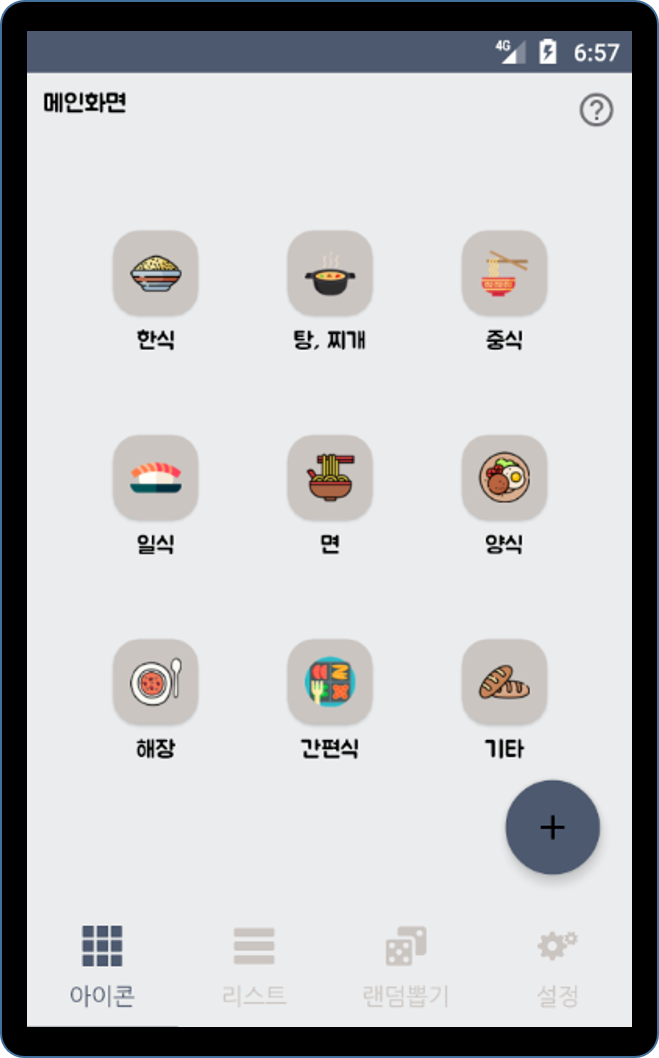 4G 6:57
메인화면
한식 탕, 찌개 중식
일식 면 양식
해장 간편식 기타
아이콘 리스트 랜덤뽑기 설정